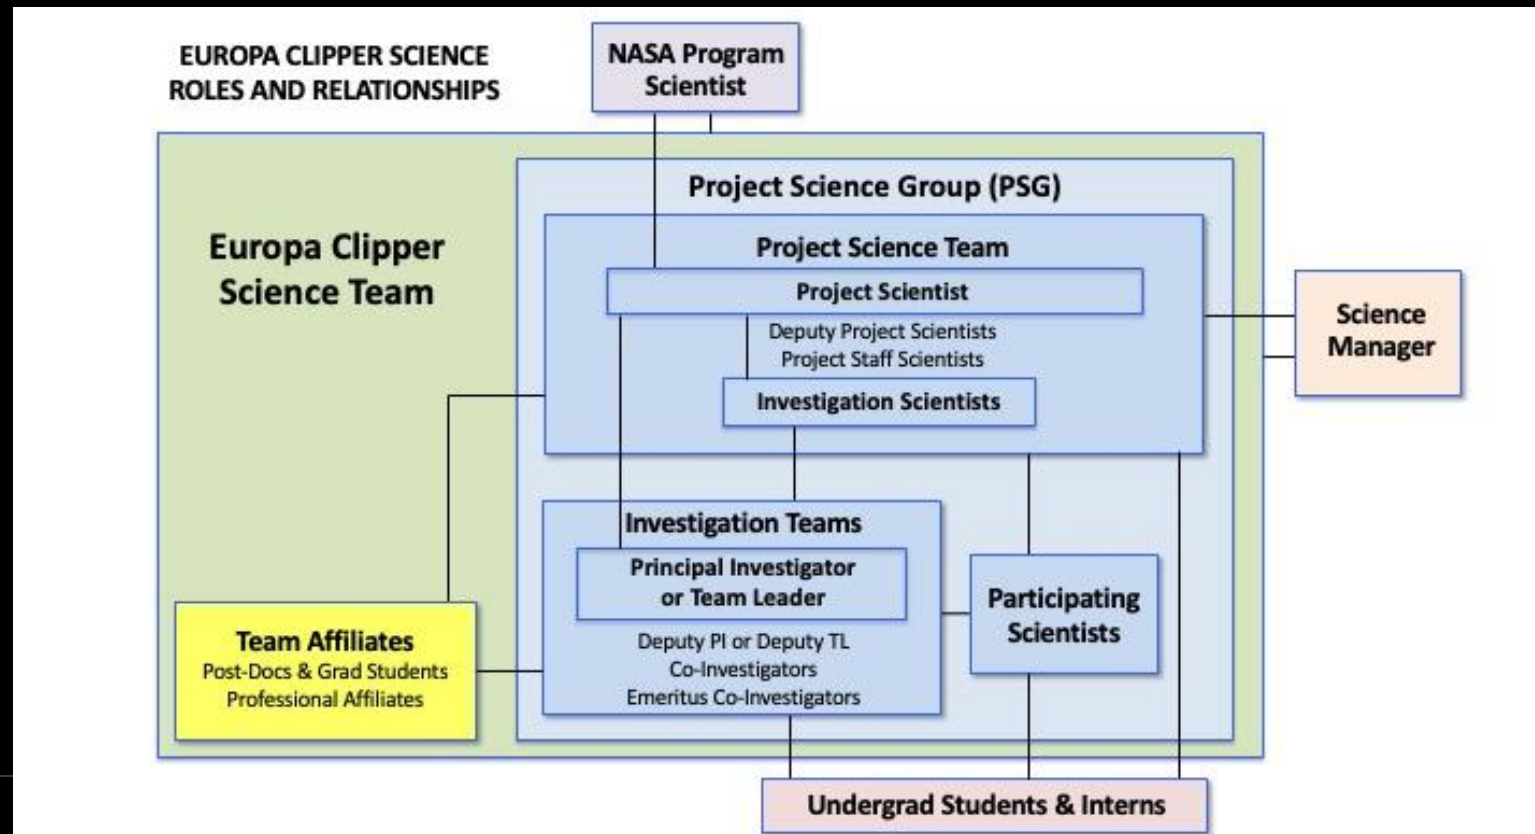 EUROPA CLIPPER SCIENCE
ROLES AND RELATIONSHIPS
NASA Program
Scientist
Project Science Group (PSG)
Europa Clipper
Science Team
Project Science Team
Project Scientist
Deputy Project Scientists
Project Staff Scientists
Investigation Scientists
Science
Manager
Investigation Teams
Principal Investigator
or Team Leader
Deputy PI or Deputy TL
Co-Investigators
Emeritus Co-Investigators
Participating
Scientists
Team Affiliates
Post-Docs & Grad Students
Professional Affiliates
Undergrad Students & Interns